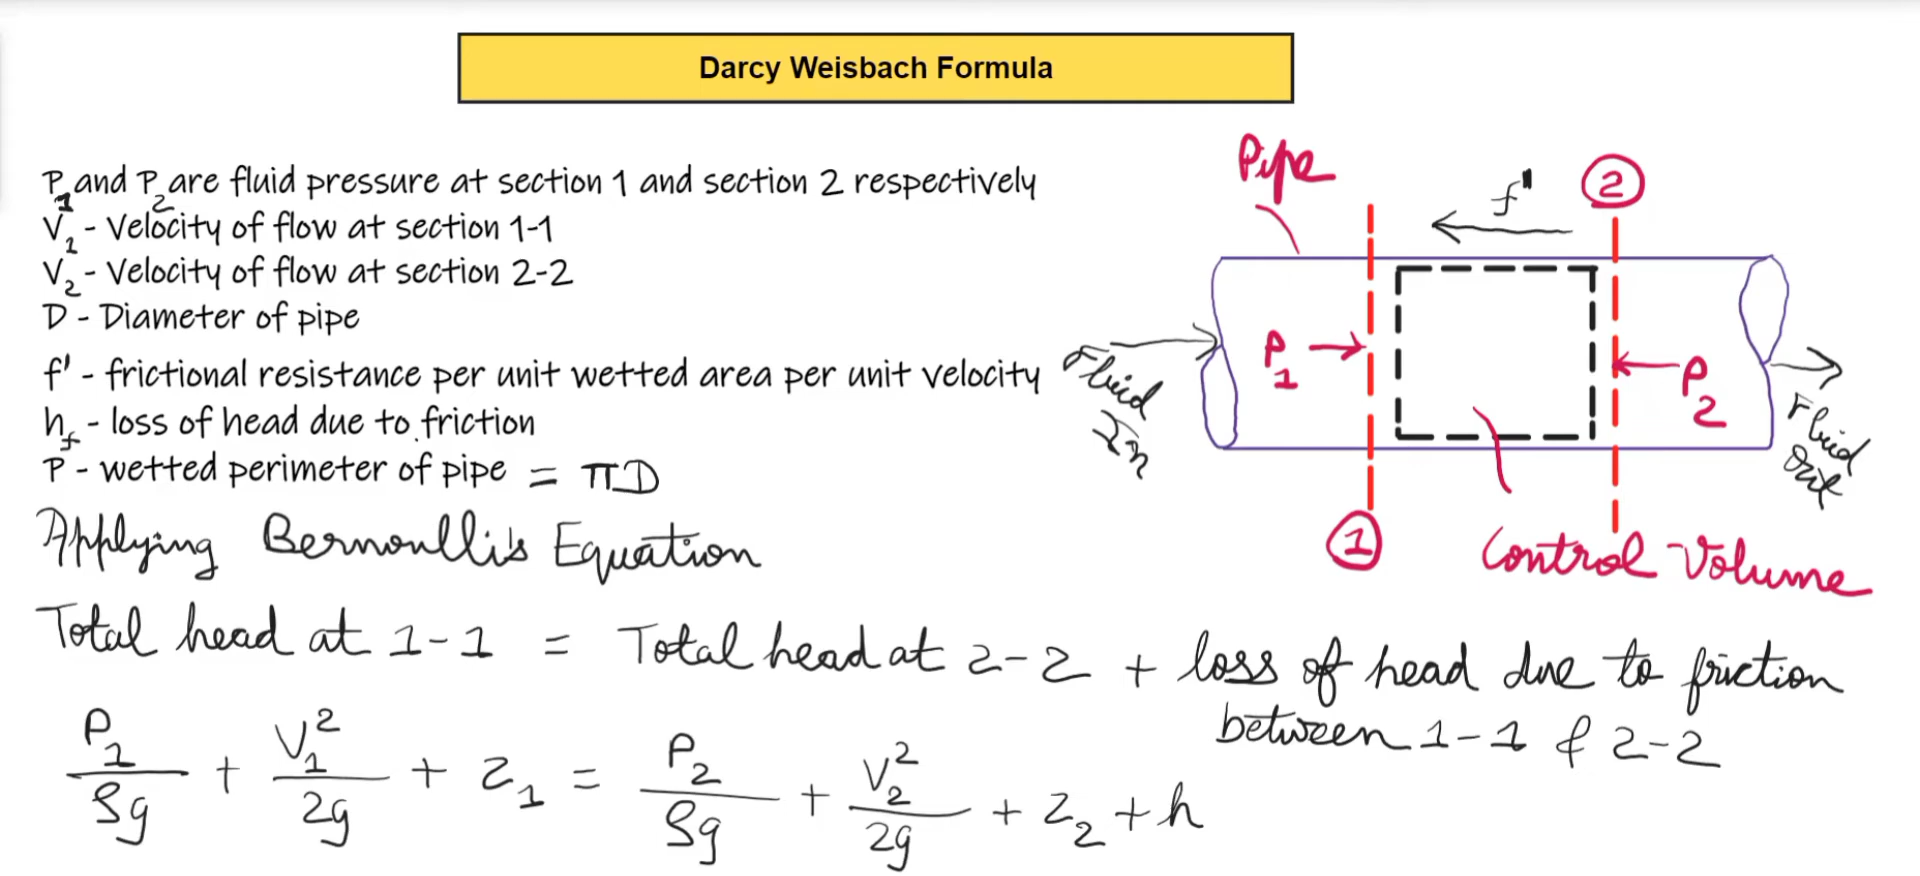 Darcy Weisbach Formula
P₁ and P₂ are fluid pressure at section 1 and section 2 respectively
V₁ - Velocity of flow at section 1-1
V₂ - Velocity of flow at section 2-2
D - Diameter of pipe
f' - frictional resistance per unit wetted area per unit velocity
h_f - loss of head due to friction
P - wetted perimeter of pipe = πD
Applying Bernoulli's Equation
Total head at 1-1 = Total head at 2-2 + loss of head due to friction
between 1-1 & 2-2
P₁/ρg + V₁²/2g + Z₁ = P₂/ρg + V₂²/2g + Z₂ + h
Pipe
f'
2
P₁
P₂
Fluid
In
Fluid
out
1
Control Volume